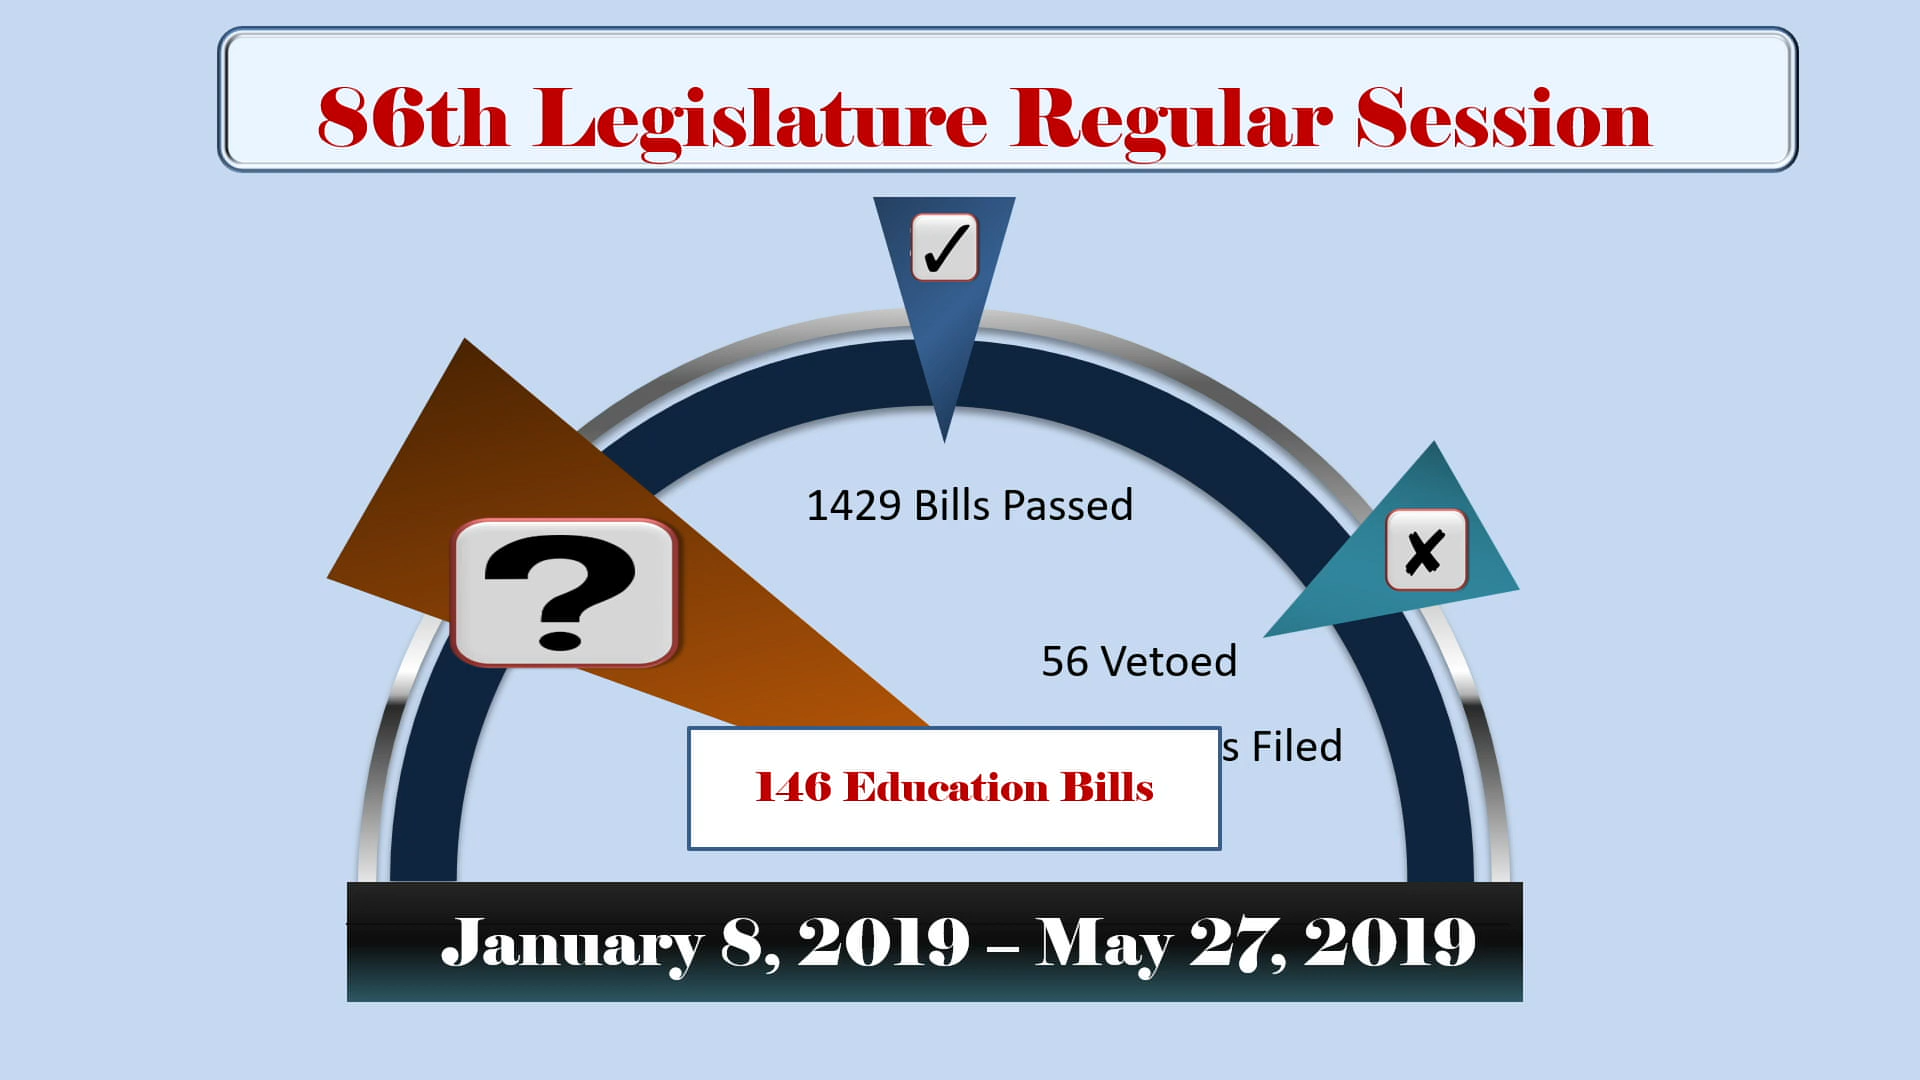 86th Legislature Regular Session
1429 Bills Passed
56 Vetoed
s Filed
146 Education Bills
January 8, 2019 – May 27, 2019